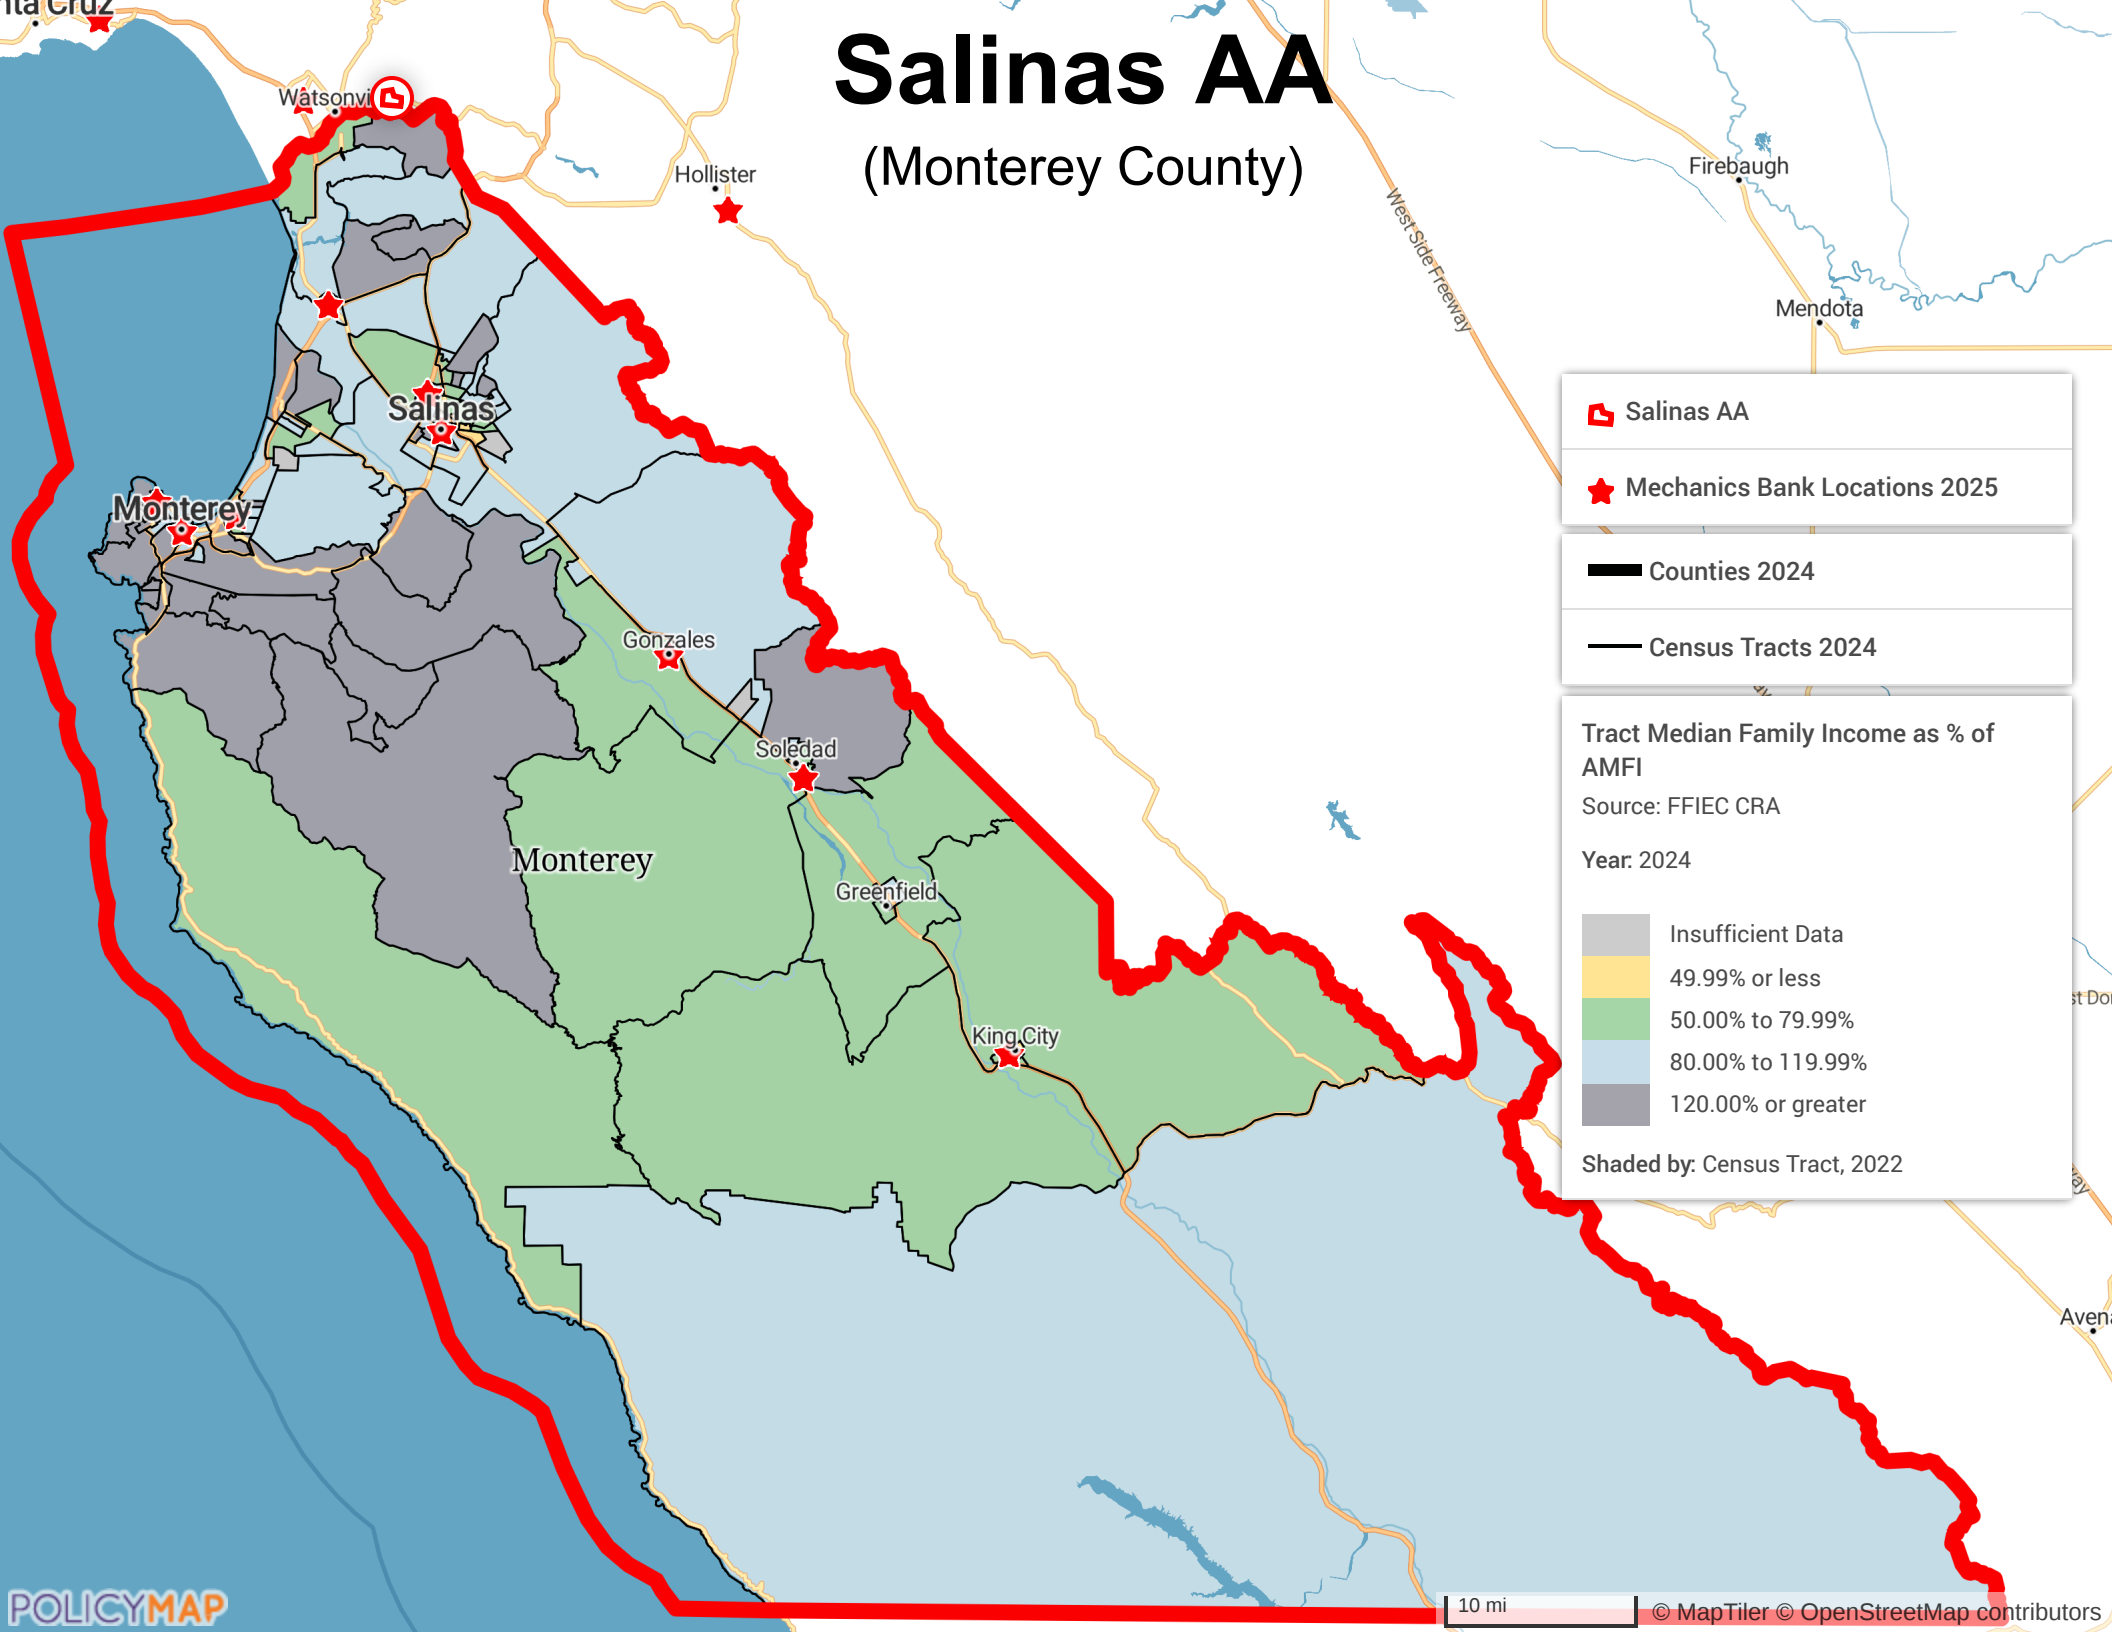 Salinas AA
(Monterey County)
Watsonvi
Hollister
Firebaugh
Mendota
West Side Freeway
Salinas
Monterey
Gonzales
Soledad
Monterey
Greenfield
King City
Salinas AA
Mechanics Bank Locations 2025
Counties 2024
Census Tracts 2024
Tract Median Family Income as % of
AMFI
Source: FFIEC CRA
Year: 2024
Insufficient Data
49.99% or less
50.00% to 79.99%
80.00% to 119.99%
120.00% or greater
Shaded by: Census Tract, 2022
Aven
POLICYMAP
10 mi
© MapTiler © OpenStreetMap contributors